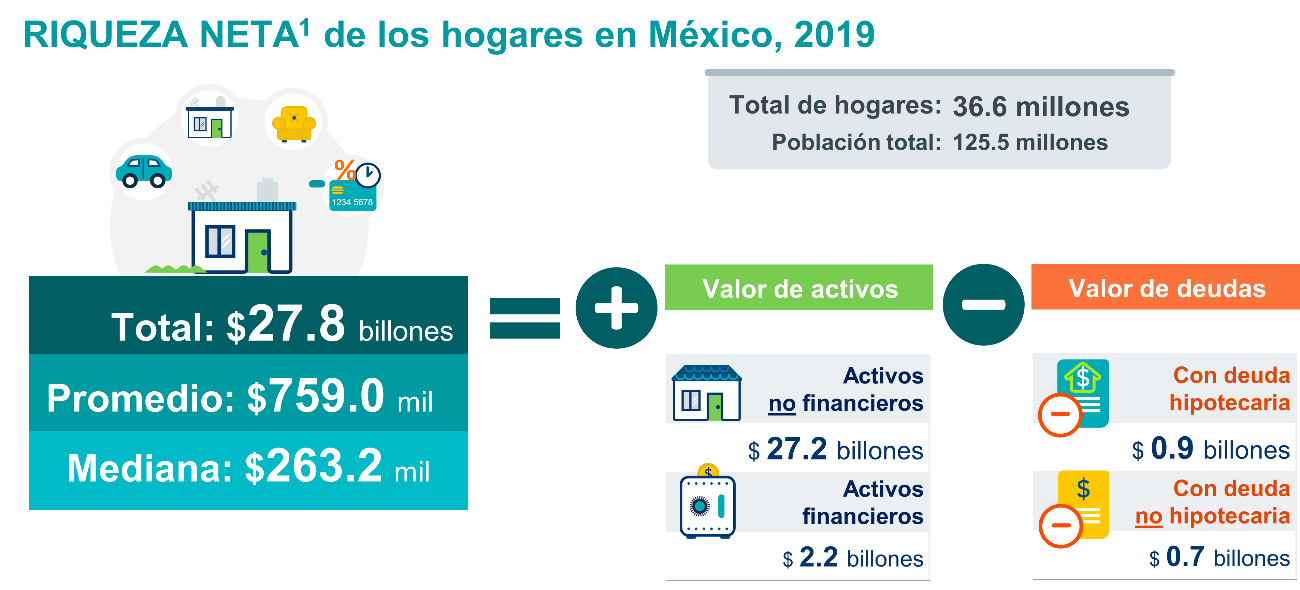 RIQUEZA NETA¹ de los hogares en México, 2019
Total de hogares: 36.6 millones
Población total: 125.5 millones
%
1234 5678
Total: $27.8 billones
Promedio: $759.0 mil
Mediana: $263.2 mil
Valor de activos
Activos
no financieros
$ 27.2 billones
$
Activos
financieros
$ 2.2 billones
Valor de deudas
$
Con deuda
hipotecaria
$ 0.9 billones
$
Con deuda
no hipotecaria
$ 0.7 billones